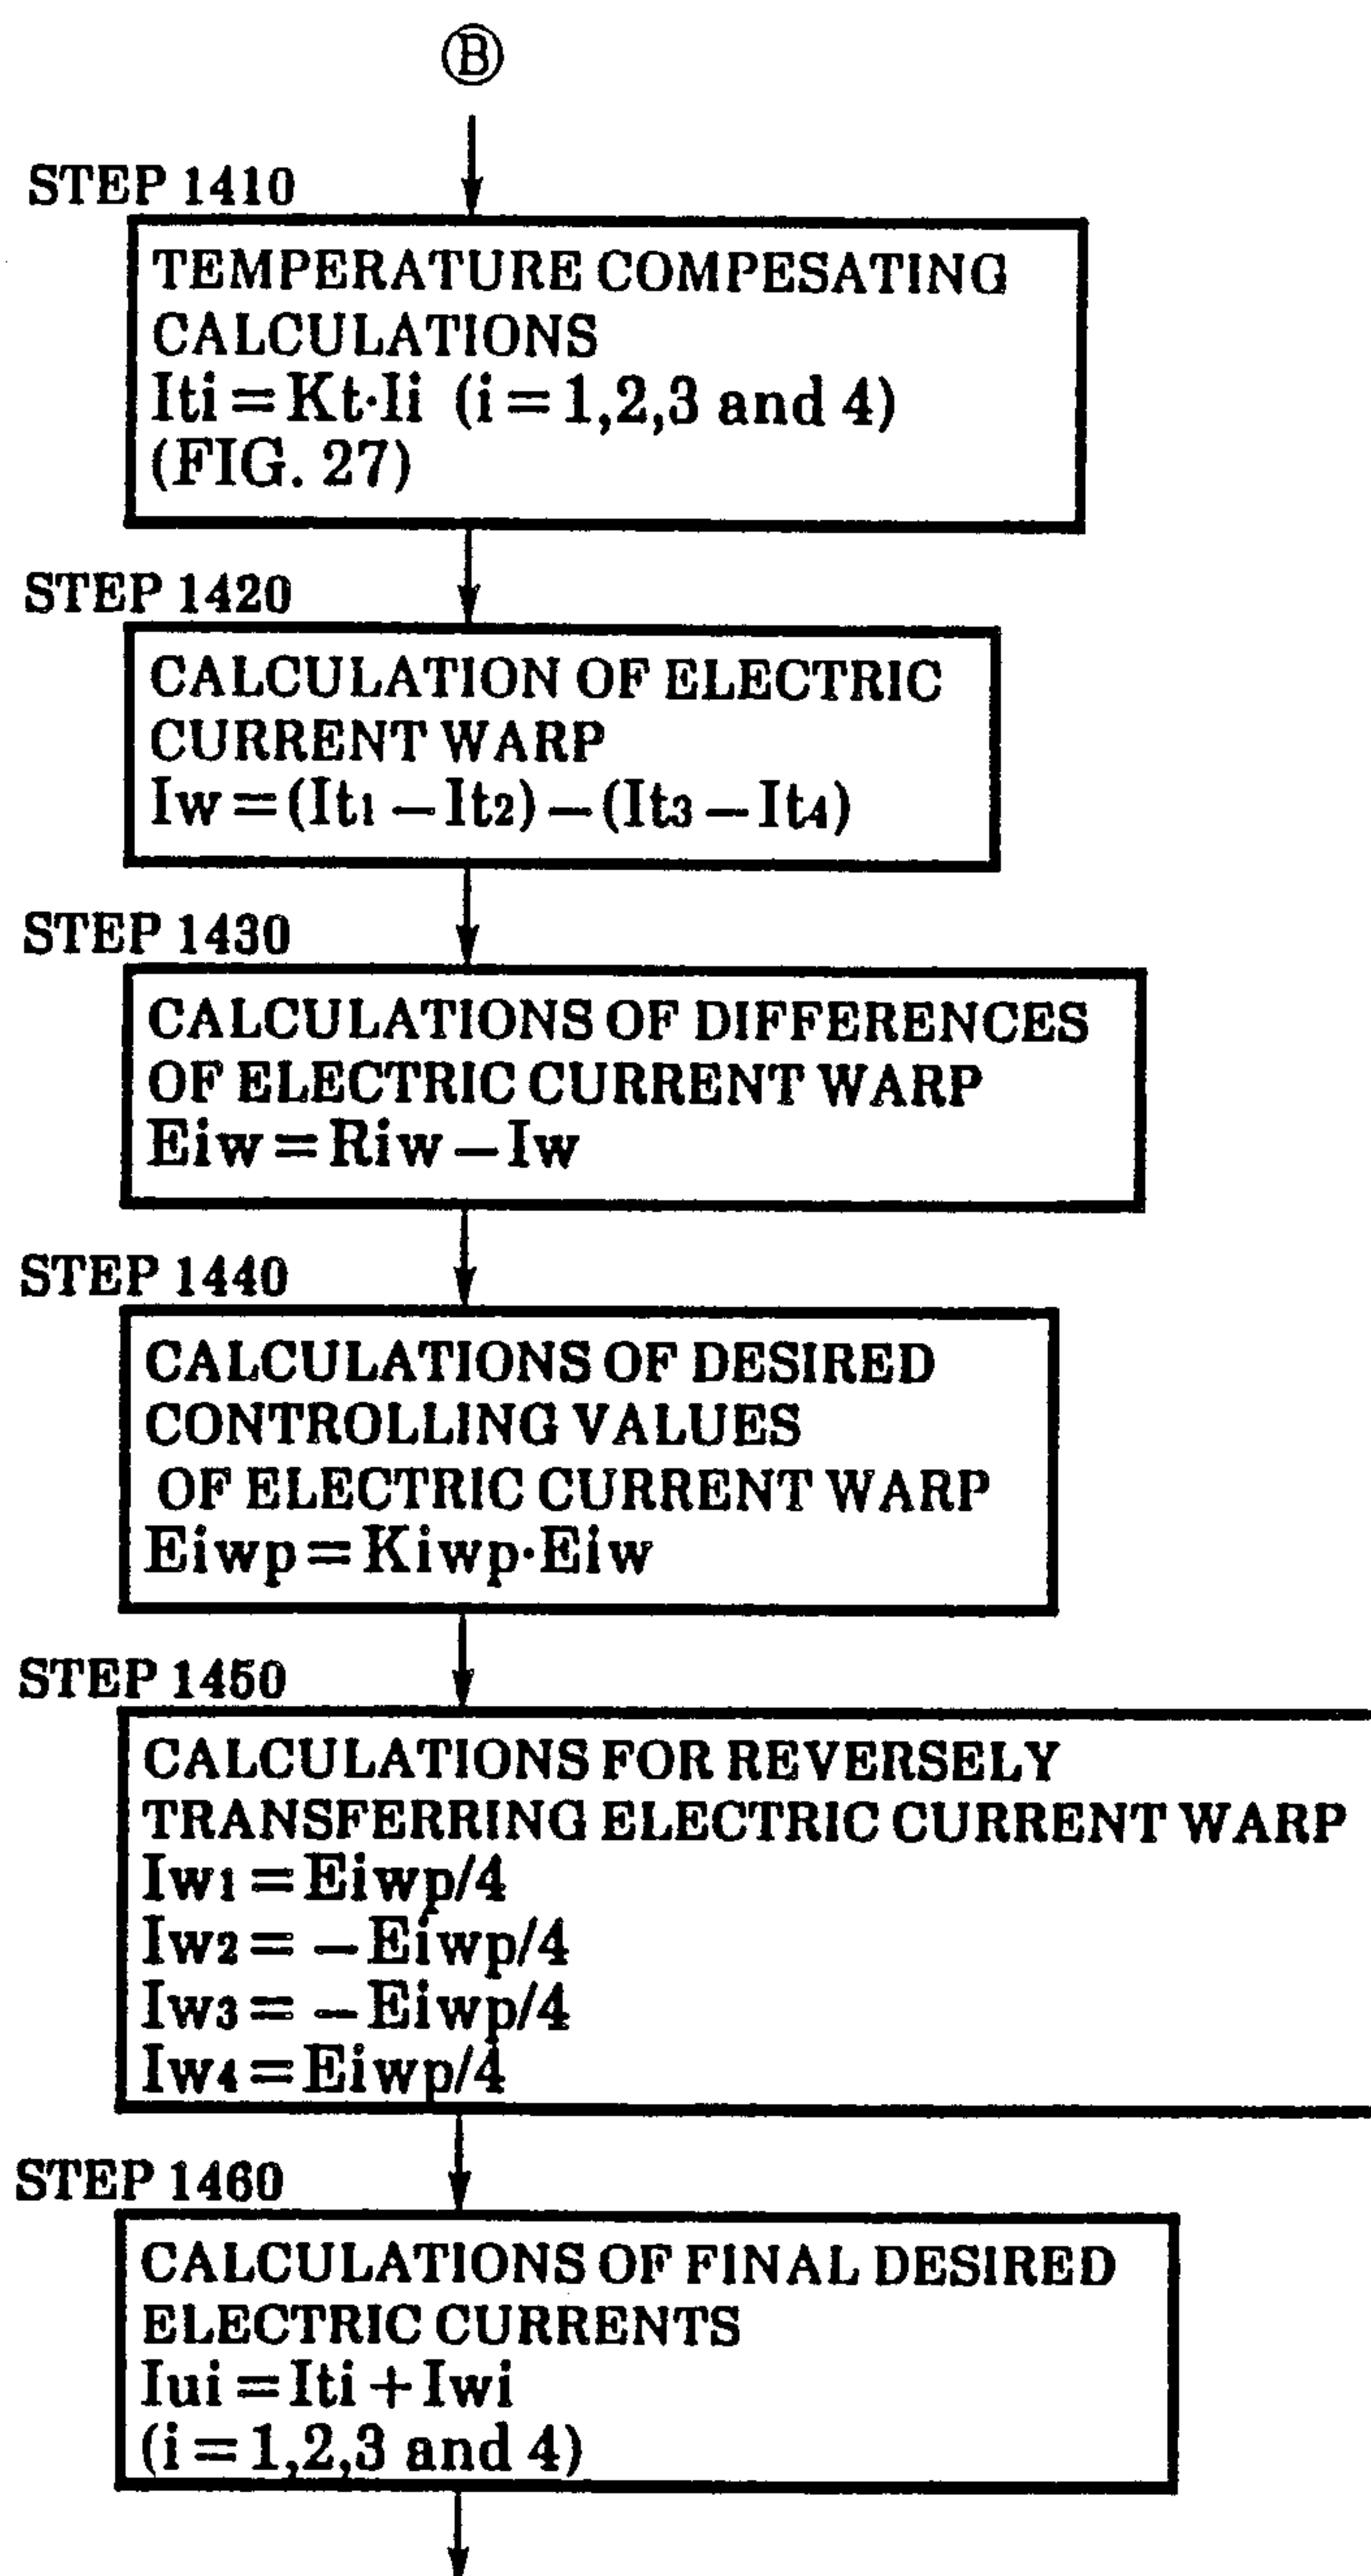 Ⓑ
STEP 1410
TEMPERATURE COMPESATING
CALCULATIONS
Iti = Kt·Ii (i = 1,2,3 and 4)
(FIG. 27)
STEP 1420
CALCULATION OF ELECTRIC
CURRENT WARP
Iw = (It1 – It2) – (It3 – It4)
STEP 1430
CALCULATIONS OF DIFFERENCES
OF ELECTRIC CURRENT WARP
Eiw = Riw – Iw
STEP 1440
CALCULATIONS OF DESIRED
CONTROLLING VALUES
OF ELECTRIC CURRENT WARP
Eiwp = Kiwp·Eiw
STEP 1450
CALCULATIONS FOR REVERSELY
TRANSFERRING ELECTRIC CURRENT WARP
Iw1 = Eiwp/4
Iw2 = – Eiwp/4
Iw3 = – Eiwp/4
Iw4 = Eiwp/4
STEP 1460
CALCULATIONS OF FINAL DESIRED
ELECTRIC CURRENTS
Iui = Iti + Iwi
(i = 1,2,3 and 4)